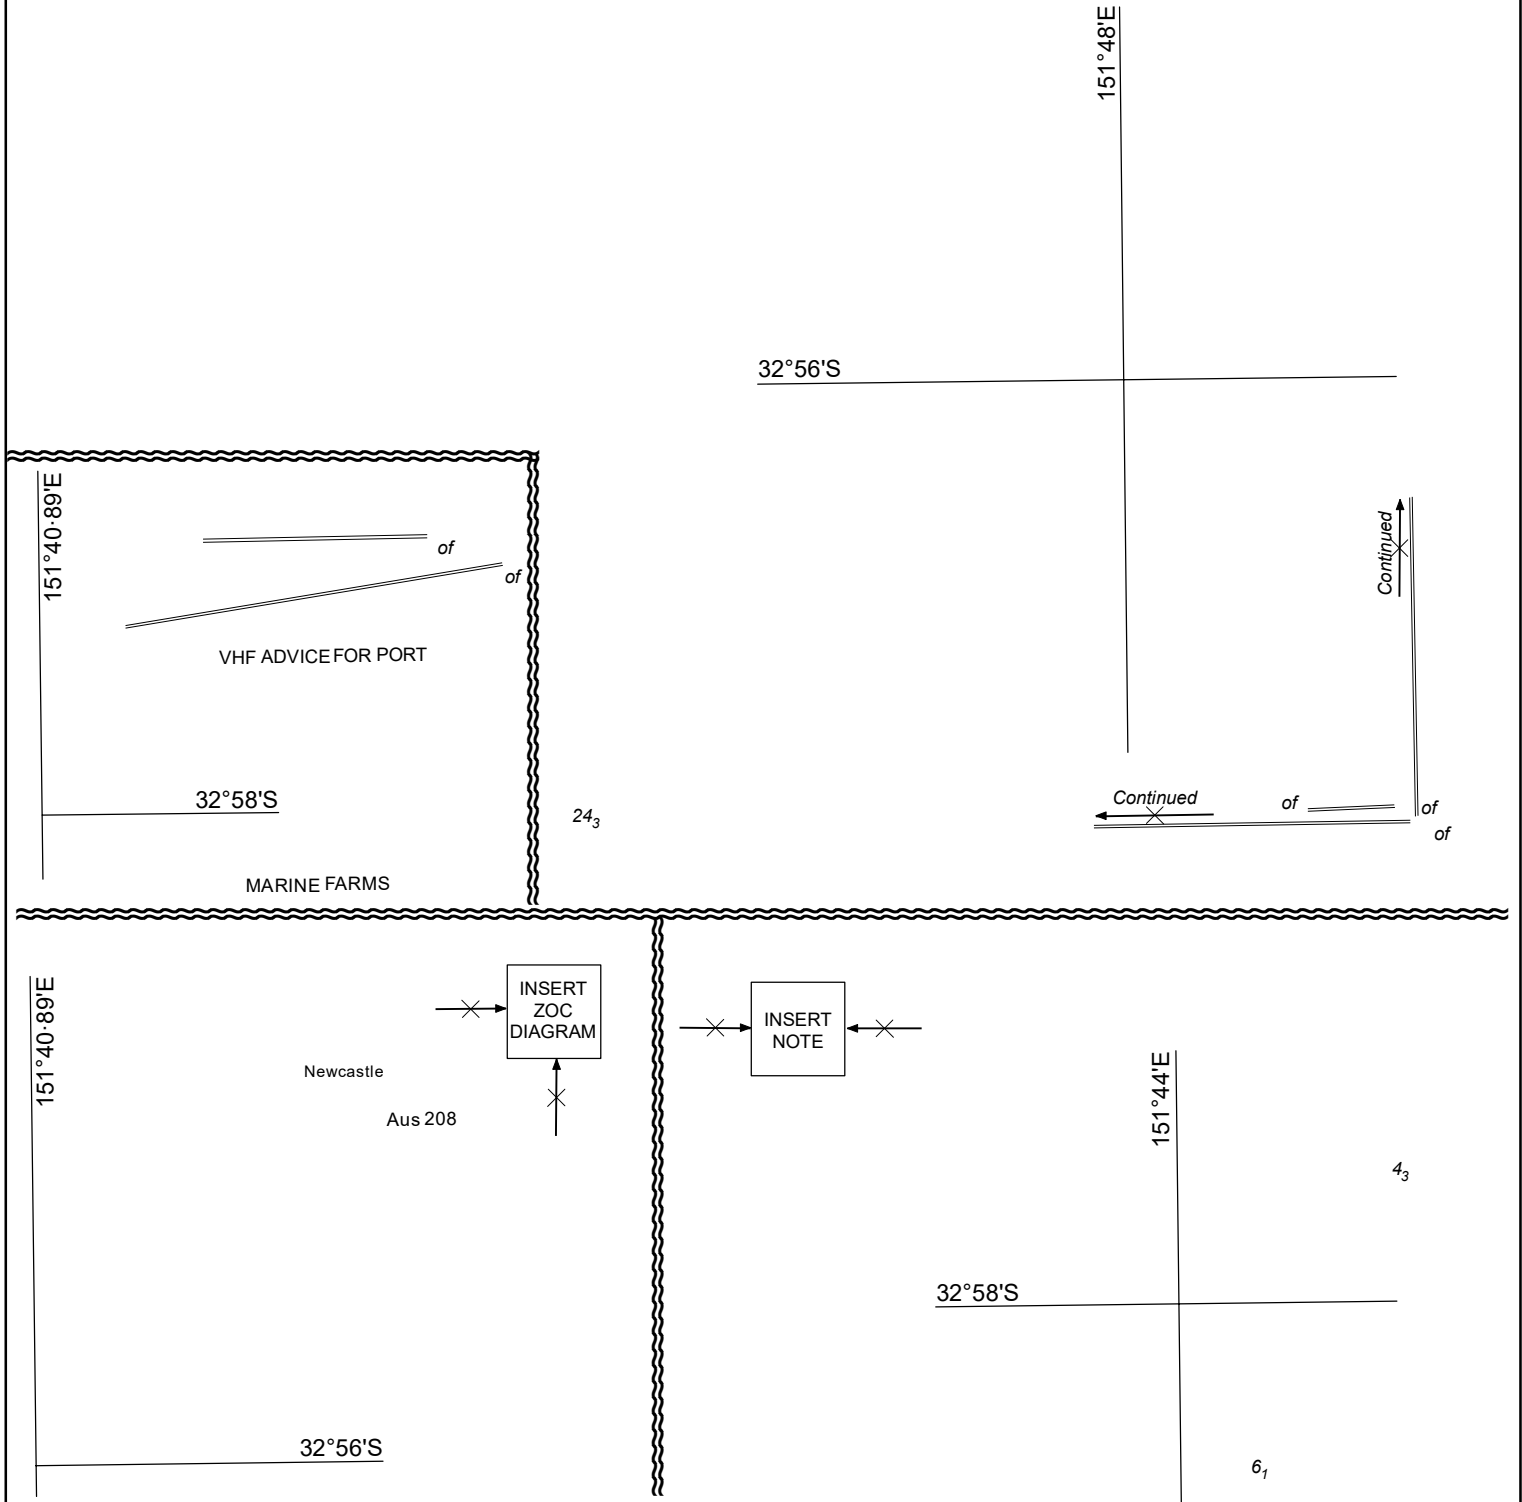 151°48'E
32°56'S
151°40·89'E
of
of
VHF ADVICE FOR PORT
32°58'S
MARINE FARMS
24₃
Continued
Continued
of
of
of
151°40·89'E
INSERT
ZOC
DIAGRAM
Newcastle
Aus 208
32°56'S
INSERT
NOTE
151°44'E
4₃
32°58'S
6₁